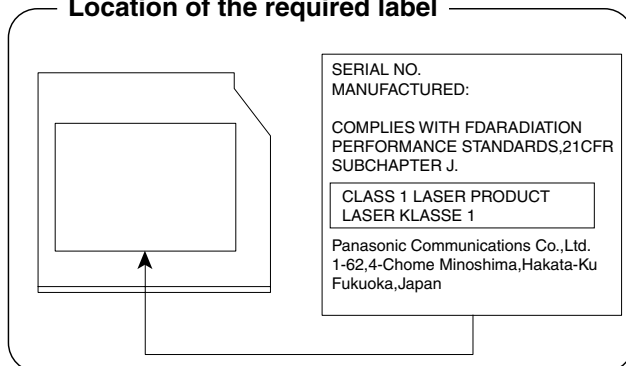 Location of the required label
SERIAL NO.
MANUFACTURED:
COMPLIES WITH FDARADIATION
PERFORMANCE STANDARDS,21CFR
SUBCHAPTER J.
CLASS 1 LASER PRODUCT
LASER KLASSE 1
Panasonic Communications Co.,Ltd.
1-62,4-Chome Minoshima,Hakata-Ku
Fukuoka,Japan